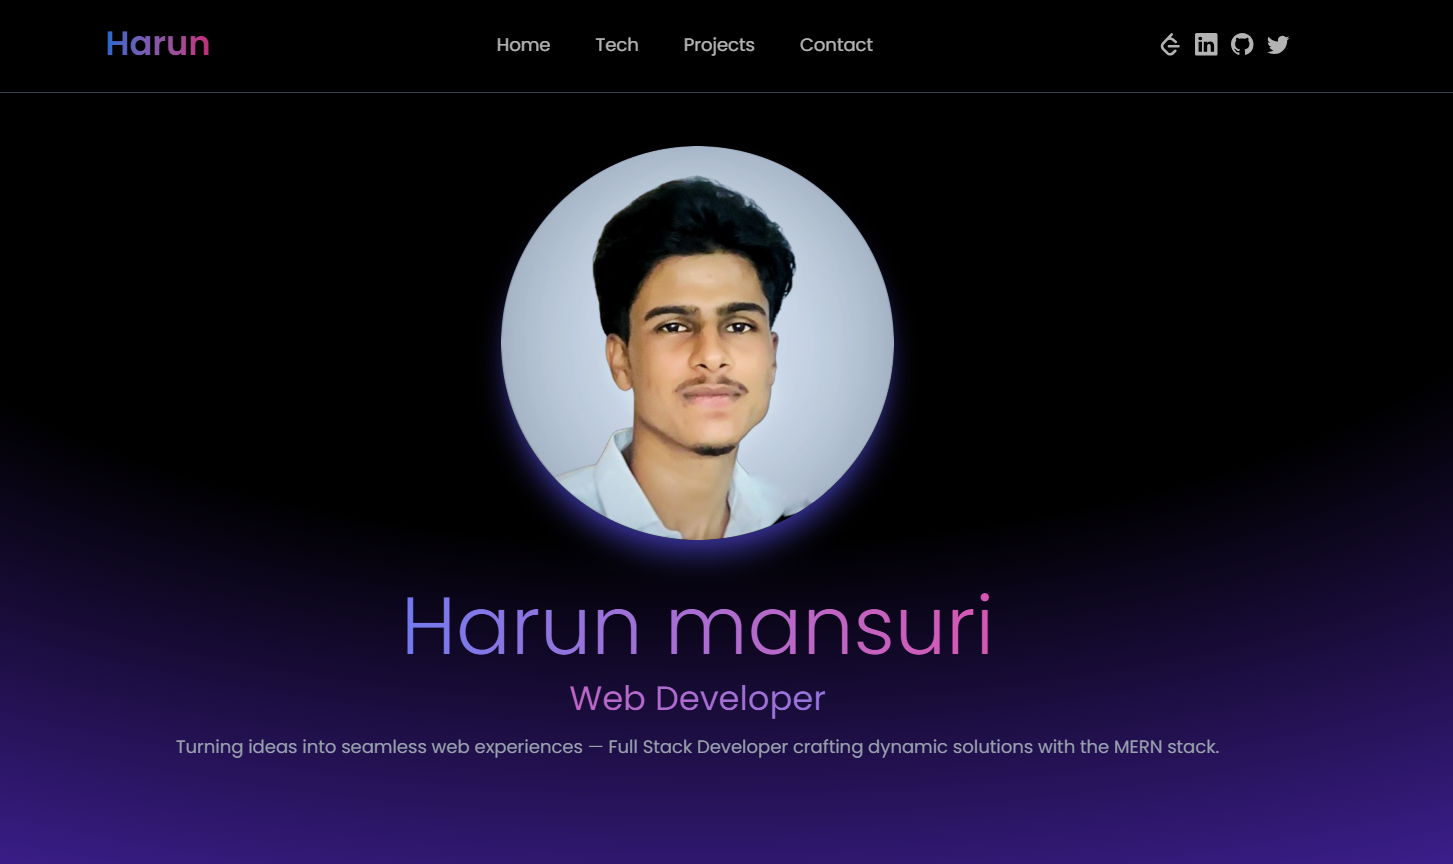 Harun
Home Tech Projects Contact
Harun mansuri
Web Developer
Turning ideas into seamless web experiences — Full Stack Developer crafting dynamic solutions with the MERN stack.